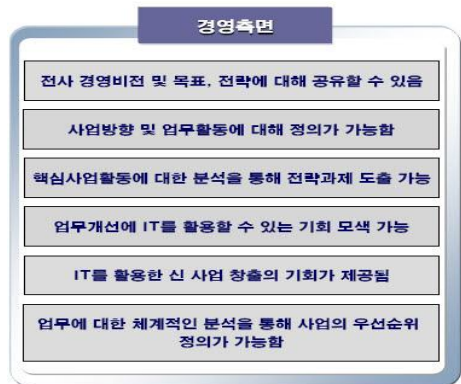 경영측면
전사 경영비전 및 목표, 전략에 대해 공유할 수 있음
사업방향 및 업무활동에 대해 정의가 가능함
핵심사업활동에 대한 분석을 통해 전략과제 도출 가능
업무개선에 IT를 활용할 수 있는 기회 모색 가능
IT를 활용한 신 사업 창출의 기회가 제공됨
업무에 대한 체계적인 분석을 통해 사업의 우선순위
정의가 가능함